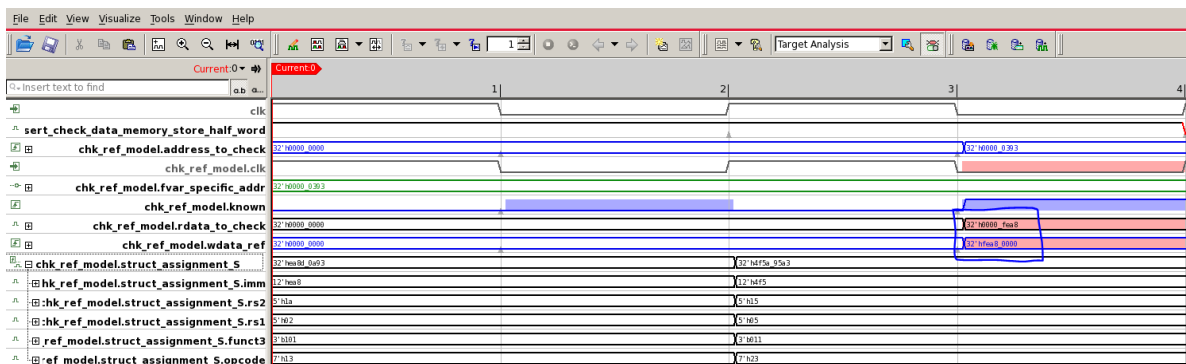 File Edit View Visualize Tools Window Help
1 Target Analysis
Current:0 Current:0
Insert text to find a.b a...
1 2 3 4
clk
sert_check_data_memory_store_half_word
chk_ref_model.address_to_check 32'h0000_0000 32'h0000_0393
chk_ref_model.clk
chk_ref_model.fvar_specific_addr 32'h0000_0393
chk_ref_model.known
chk_ref_model.rdata_to_check 32'h0000_0000 32'h0000_fea8
chk_ref_model.wdata_ref 32'h0000_0000 32'hfea8_0000
chk_ref_model.struct_assignment_S 32'hea8d_0a93 32'h4f5a_95a3
:hk_ref_model.struct_assignment_S.imm 12'hea8 12'h4f5
:hk_ref_model.struct_assignment_S.rs2 5'h1a 5'h15
:hk_ref_model.struct_assignment_S.rs1 5'h02 5'h05
_ref_model.struct_assignment_S.funct3 3'b101 3'b011
ref_model.struct_assignment_S.opcode 7'h13 7'h23